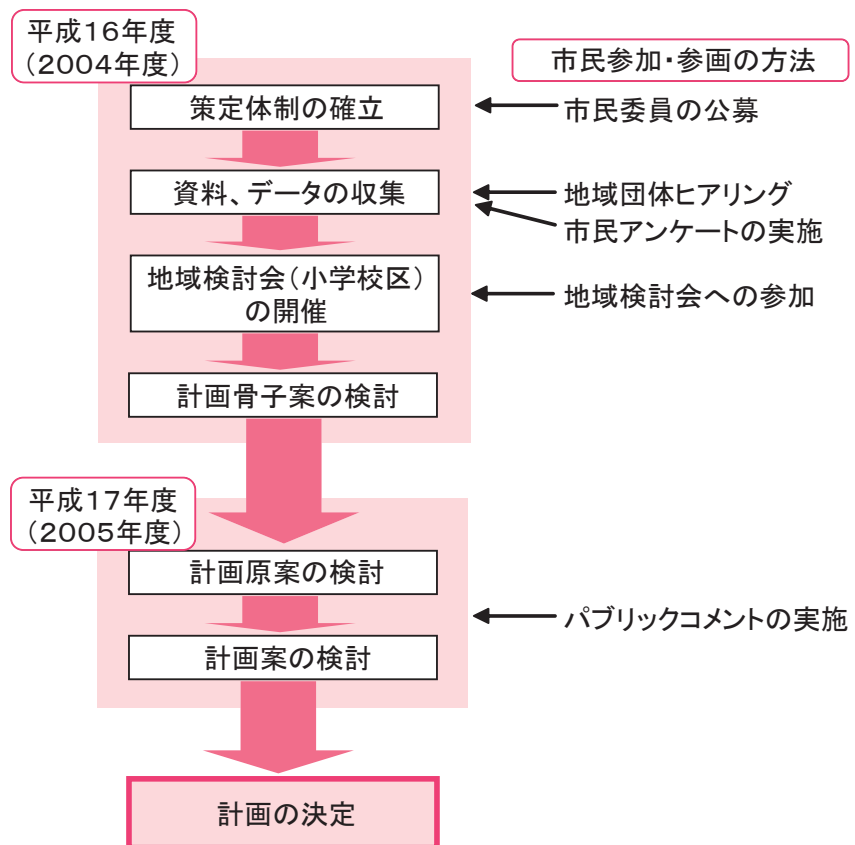 平成16年度
（2004年度）
市民参加・参画の方法
策定体制の確立
市民委員の公募
資料、データの収集
地域団体ヒアリング
市民アンケートの実施
地域検討会（小学校区）
の開催
地域検討会への参加
計画骨子案の検討
平成17年度
（2005年度）
計画原案の検討
パブリックコメントの実施
計画案の検討
計画の決定